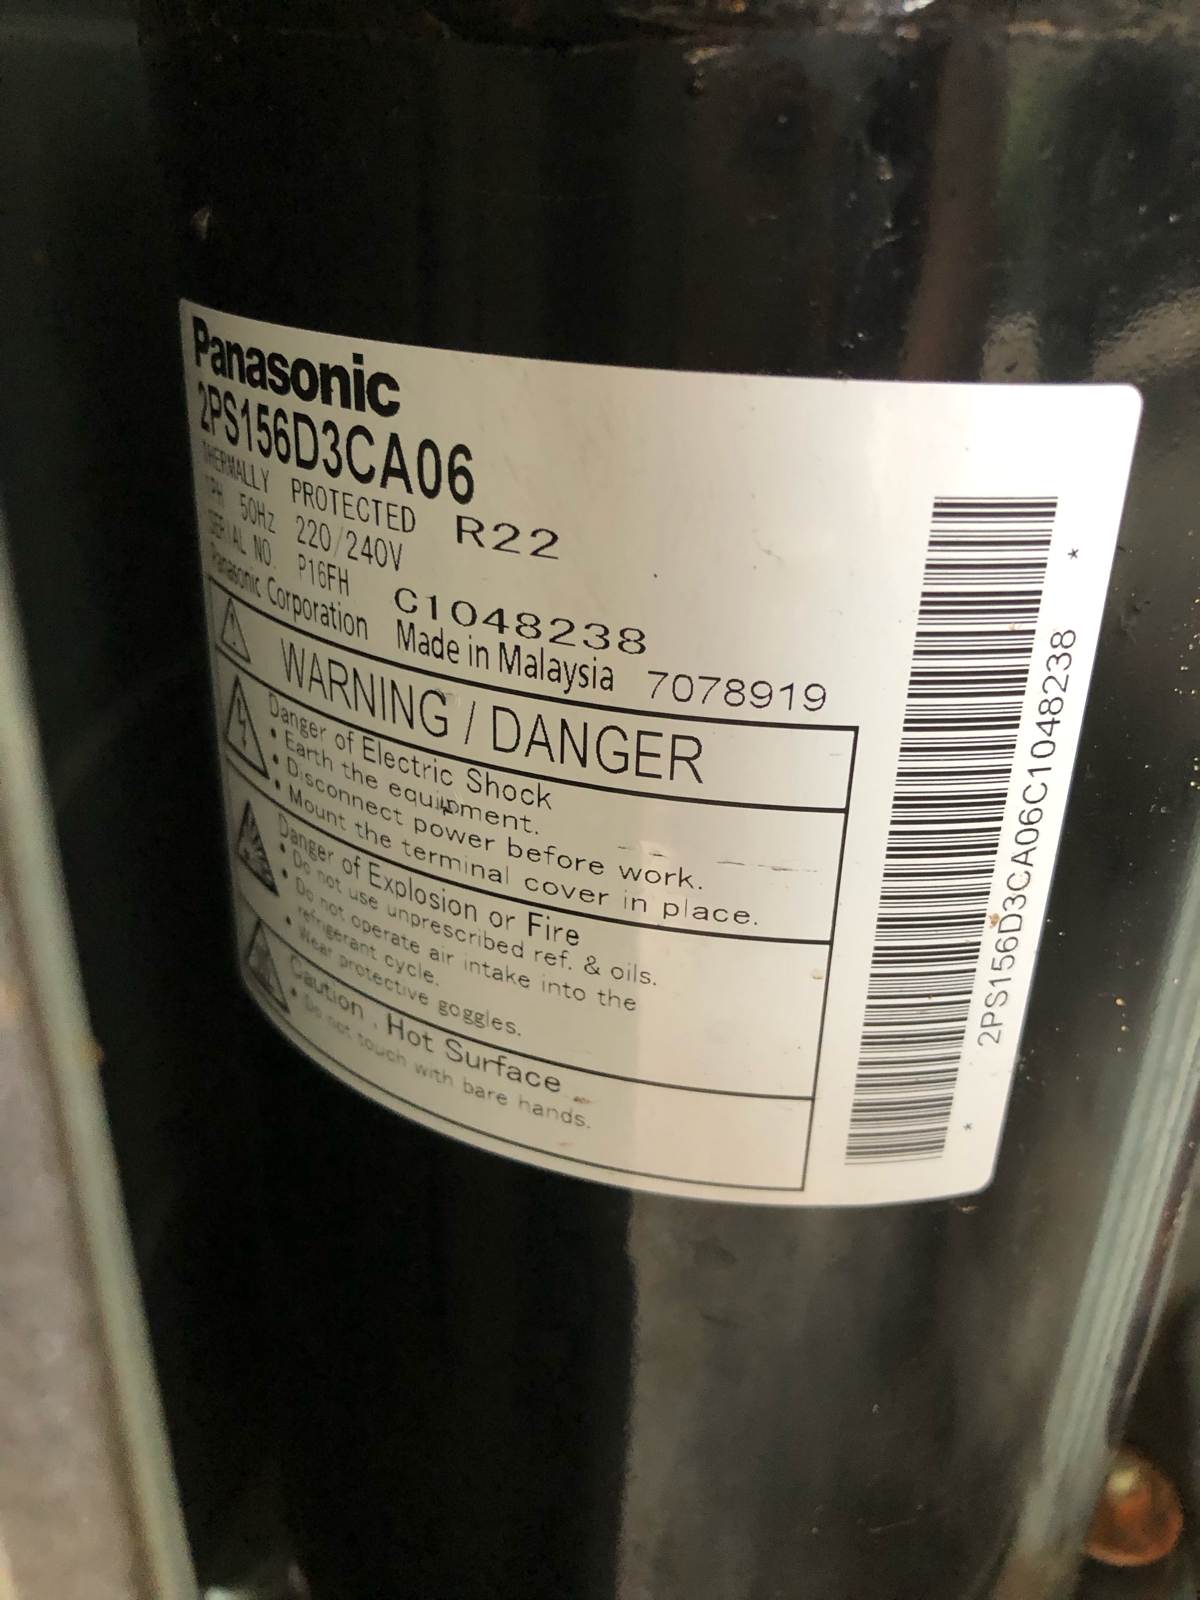 Panasonic
2PS156D3CA06
THERMALLY PROTECTED R22
1PH 50Hz 220/240V
SERIAL NO. P16FH C1048238
Panasonic Corporation Made in Malaysia 7078919
WARNING / DANGER
Danger of Electric Shock
• Earth the equipment.
• Disconnect power before work.
• Mount the terminal cover in place.
Danger of Explosion or Fire
• Do not use unprescribed ref. & oils.
• Do not operate air intake into the
refrigerant cycle.
• Wear protective goggles.
Caution , Hot Surface
• Do not touch with bare hands.
* 2PS156D3CA06C1048238 *